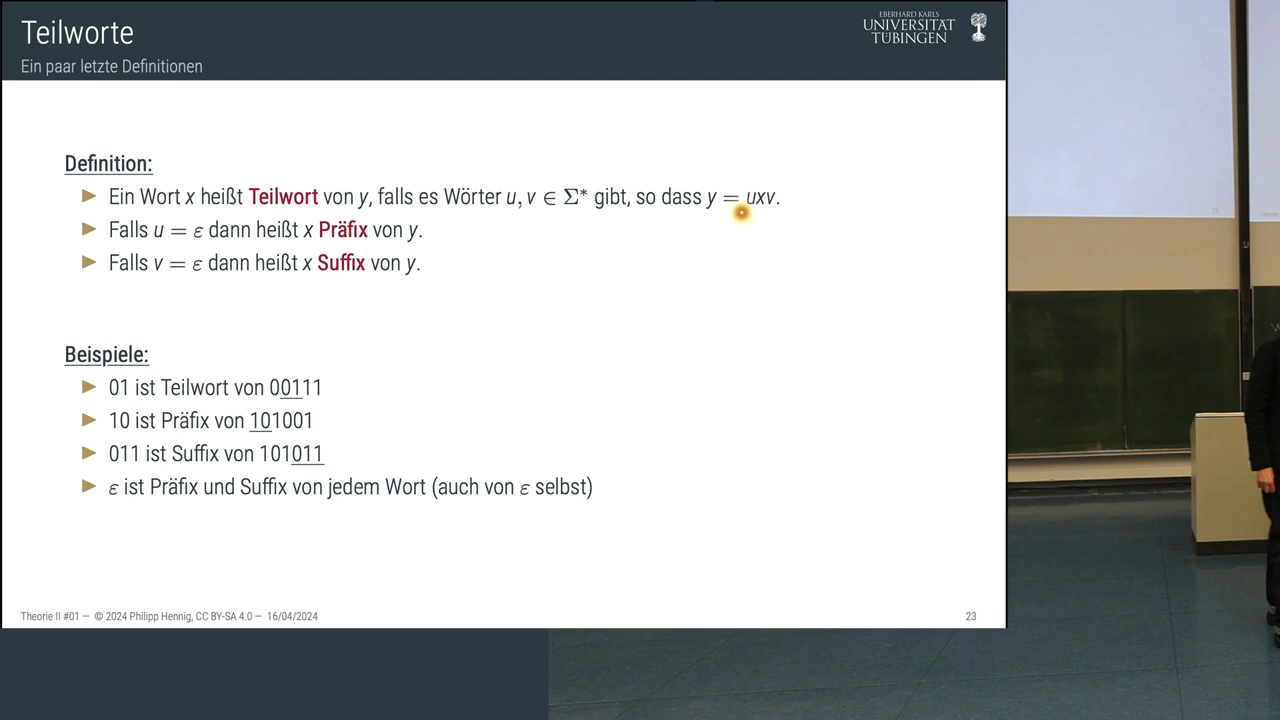 Teilworte
Ein paar letzte Definitionen
EBERHARD KARLS
UNIVERSITÄT
TÜBINGEN
Definition:
Ein Wort x heißt Teilwort von y, falls es Wörter u, v ∈ Σ* gibt, so dass y = uxv.
Falls u = ε dann heißt x Präfix von y.
Falls v = ε dann heißt x Suffix von y.
Beispiele:
01 ist Teilwort von 00111
10 ist Präfix von 101001
011 ist Suffix von 101011
ε ist Präfix und Suffix von jedem Wort (auch von ε selbst)
Theorie II #01 — © 2024 Philipp Hennig, CC BY-SA 4.0 — 16/04/2024
23